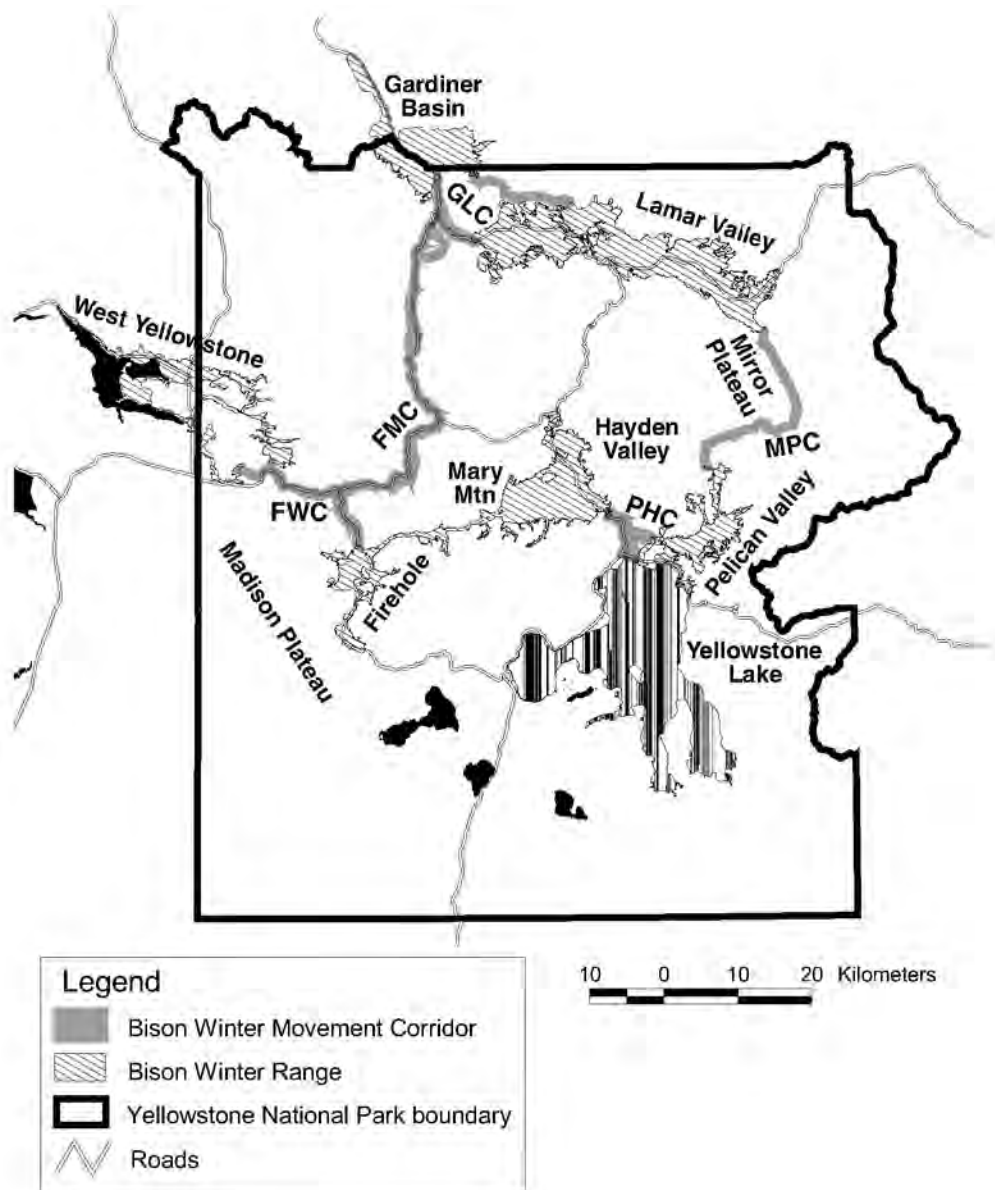 Gardiner
Basin
GLC
Lamar Valley
West Yellowstone
Mirror
Plateau
FMC
Hayden
Valley
MPC
Mary
Mtn
FWC
PHC
Pelican Valley
Madison Plateau
Firehole
Yellowstone
Lake
Legend
Bison Winter Movement Corridor
Bison Winter Range
Yellowstone National Park boundary
Roads
10 0 10 20 Kilometers